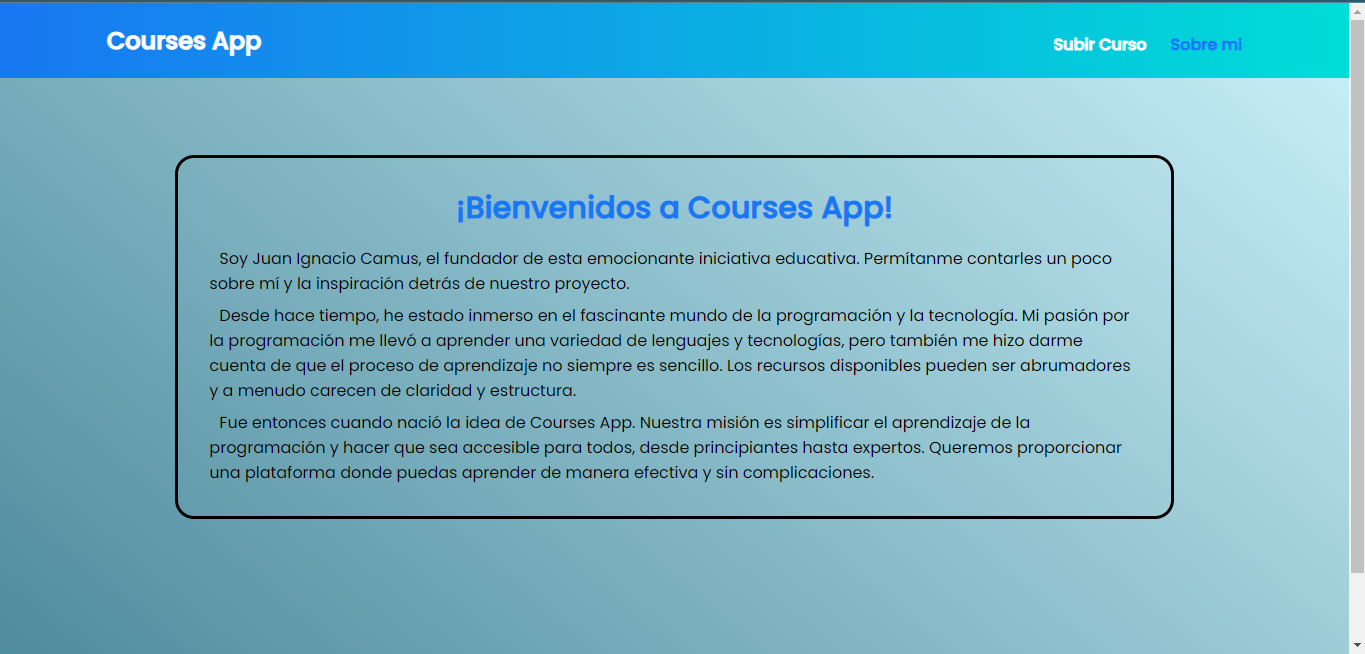 Courses App
Subir Curso
Sobre mi
¡Bienvenidos a Courses App!
Soy Juan Ignacio Camus, el fundador de esta emocionante iniciativa educativa. Permítanme contarles un poco
sobre mí y la inspiración detrás de nuestro proyecto.
Desde hace tiempo, he estado inmerso en el fascinante mundo de la programación y la tecnología. Mi pasión por
la programación me llevó a aprender una variedad de lenguajes y tecnologías, pero también me hizo darme
cuenta de que el proceso de aprendizaje no siempre es sencillo. Los recursos disponibles pueden ser abrumadores
y a menudo carecen de claridad y estructura.
Fue entonces cuando nació la idea de Courses App. Nuestra misión es simplificar el aprendizaje de la
programación y hacer que sea accesible para todos, desde principiantes hasta expertos. Queremos proporcionar
una plataforma donde puedas aprender de manera efectiva y sin complicaciones.